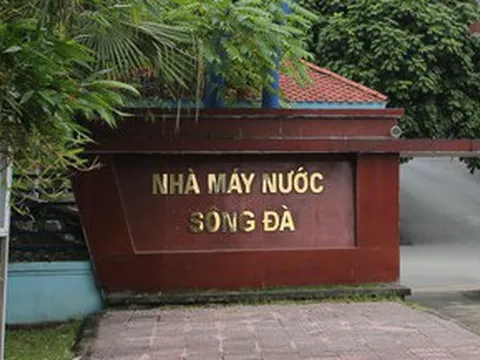 NHÀ MÁY NƯỚC
SÔNG ĐÀ